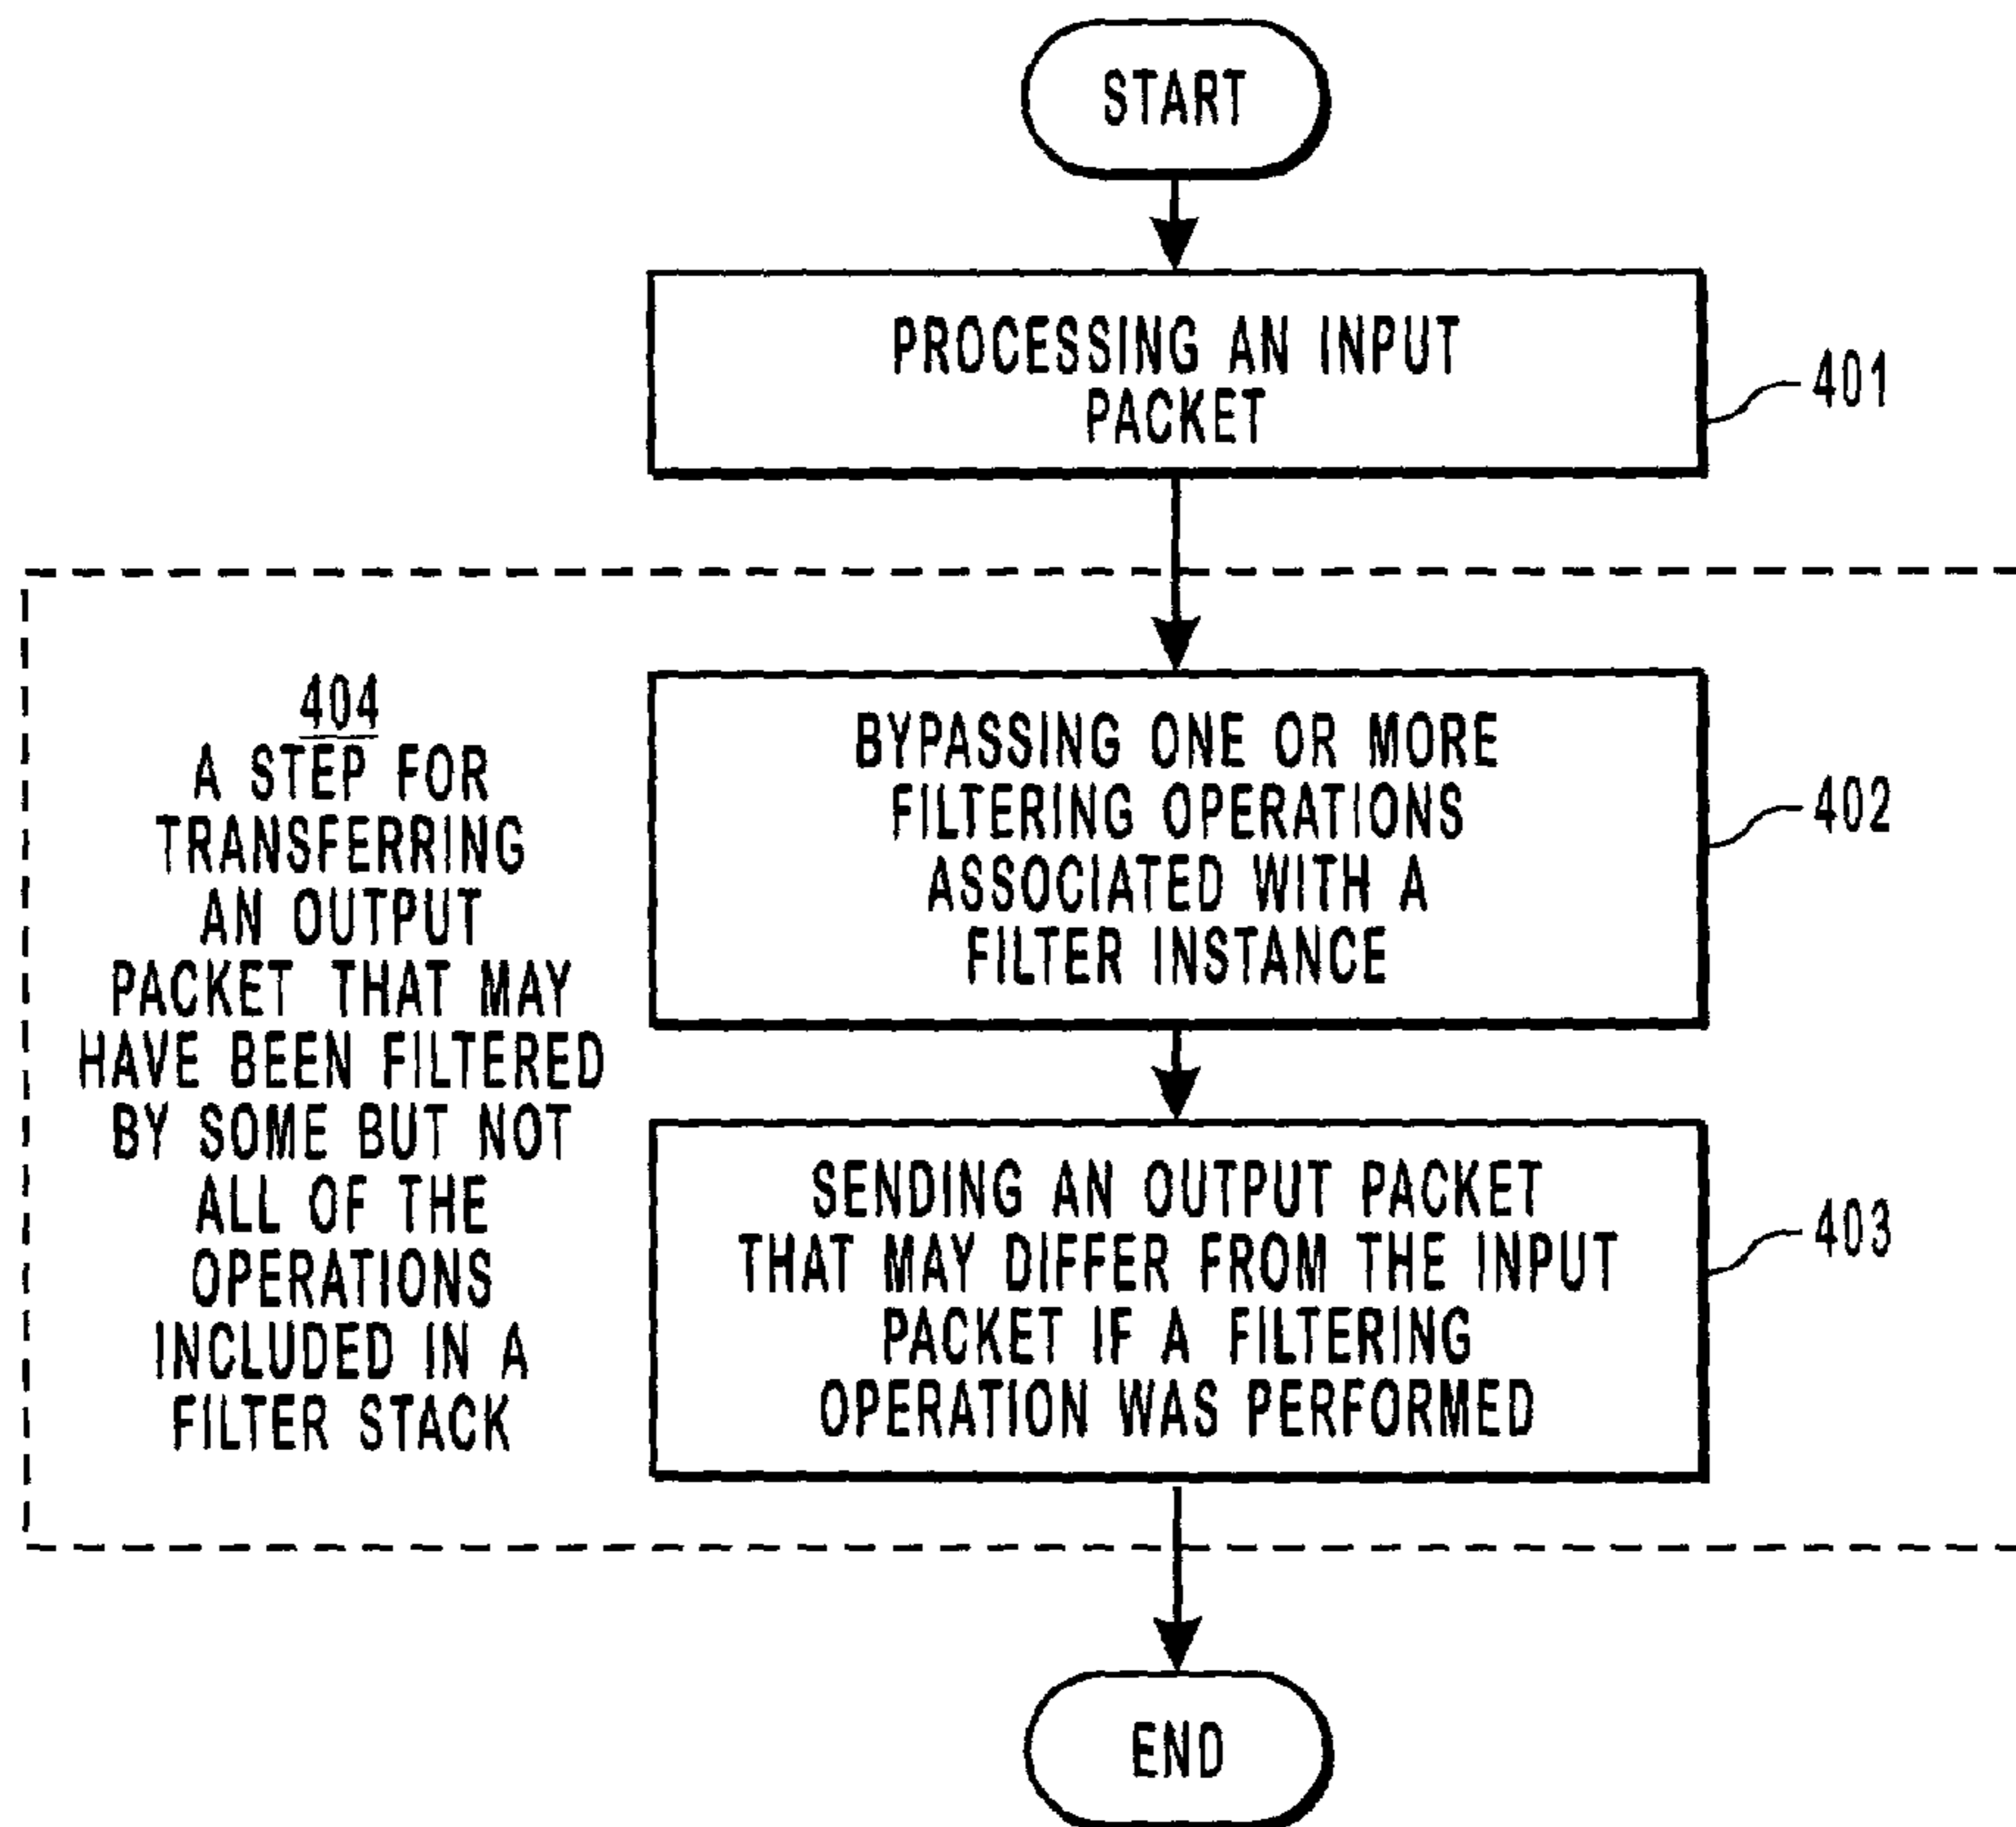 START
PROCESSING AN INPUT
PACKET
401
404
A STEP FOR
TRANSFERRING
AN OUTPUT
PACKET THAT MAY
HAVE BEEN FILTERED
BY SOME BUT NOT
ALL OF THE
OPERATIONS
INCLUDED IN A
FILTER STACK
BYPASSING ONE OR MORE
FILTERING OPERATIONS
ASSOCIATED WITH A
FILTER INSTANCE
402
SENDING AN OUTPUT PACKET
THAT MAY DIFFER FROM THE INPUT
PACKET IF A FILTERING
OPERATION WAS PERFORMED
403
END